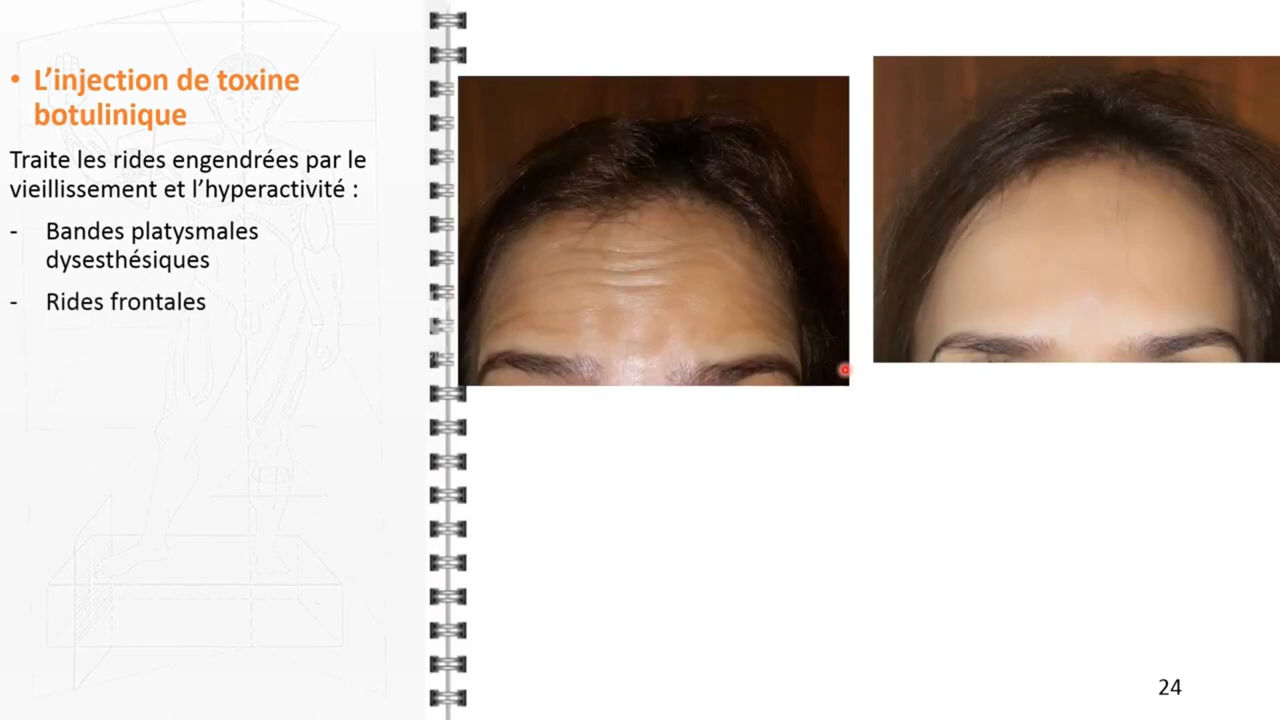 • L’injection de toxine
botulinique
Traite les rides engendrées par le
vieillissement et l’hyperactivité :
- Bandes platysmales
dysesthésiques
- Rides frontales
24